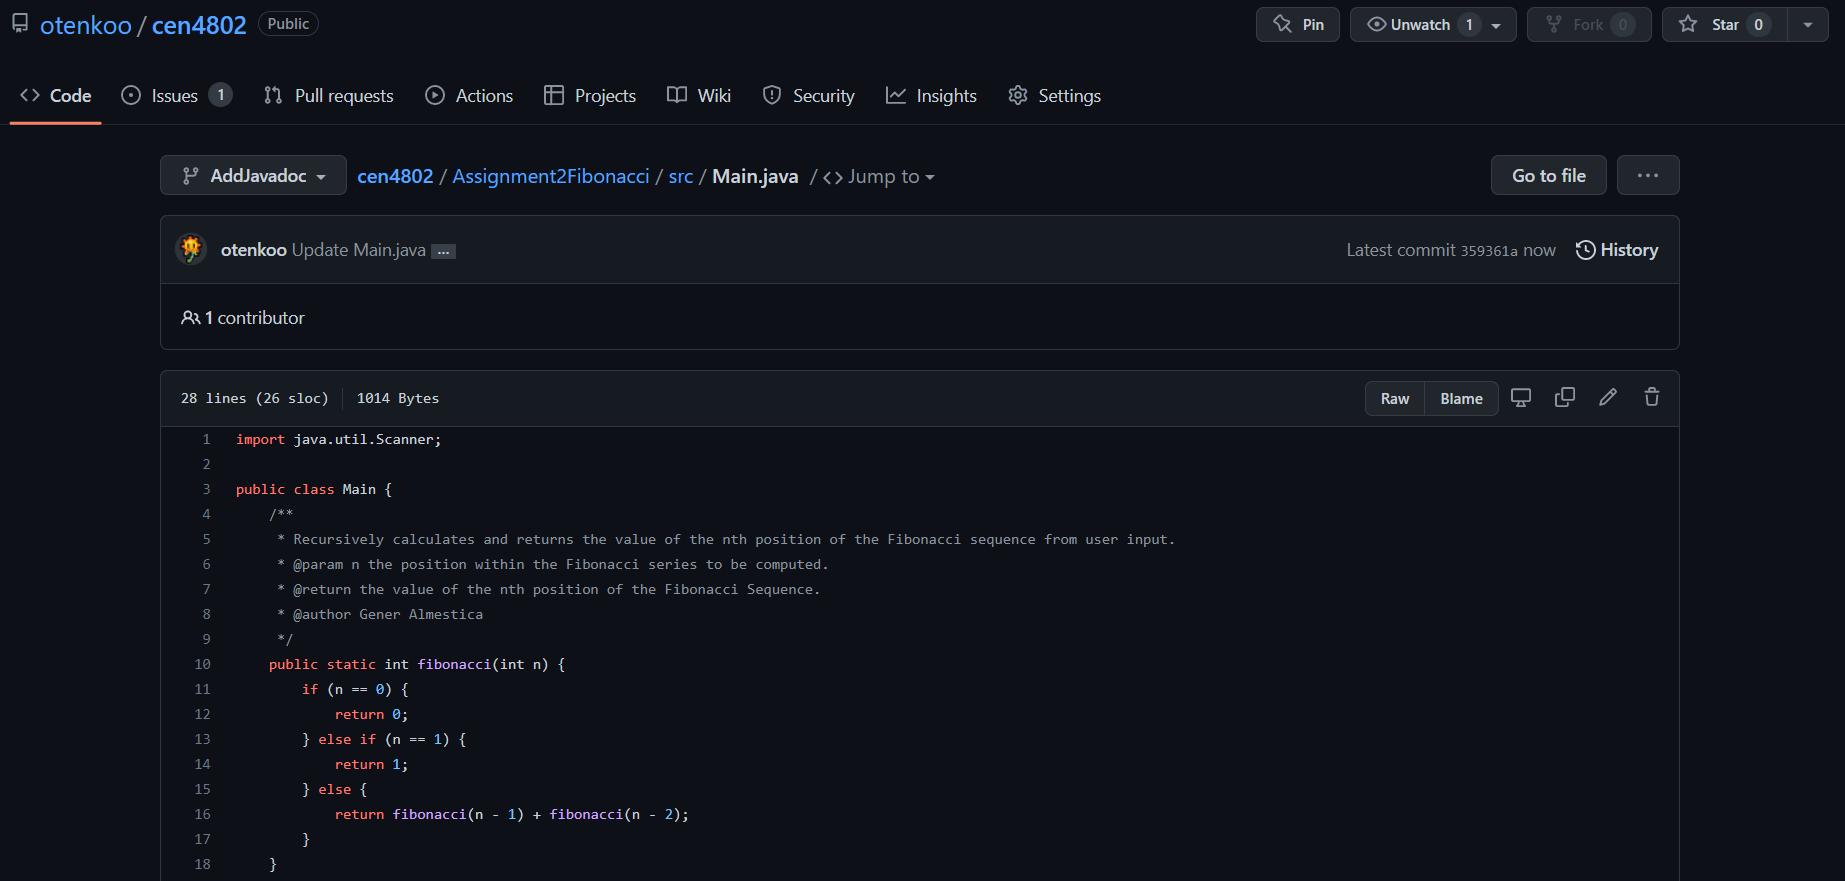 otenkoo / cen4802 Public Pin Unwatch 1 Fork 0 Star 0
Code Issues 1 Pull requests Actions Projects Wiki Security Insights Settings
AddJavadoc cen4802 / Assignment2Fibonacci / src / Main.java / <> Jump to Go to file ...
otenkoo Update Main.java ... Latest commit 359361a now History
1 contributor
28 lines (26 sloc) 1014 Bytes Raw Blame
1 import java.util.Scanner;
2
3 public class Main {
4     /**
5      * Recursively calculates and returns the value of the nth position of the Fibonacci sequence from user input.
6      * @param n the position within the Fibonacci series to be computed.
7      * @return the value of the nth position of the Fibonacci Sequence.
8      * @author Gener Almestica
9      */
10     public static int fibonacci(int n) {
11         if (n == 0) {
12             return 0;
13         } else if (n == 1) {
14             return 1;
15         } else {
16             return fibonacci(n - 1) + fibonacci(n - 2);
17         }
18     }